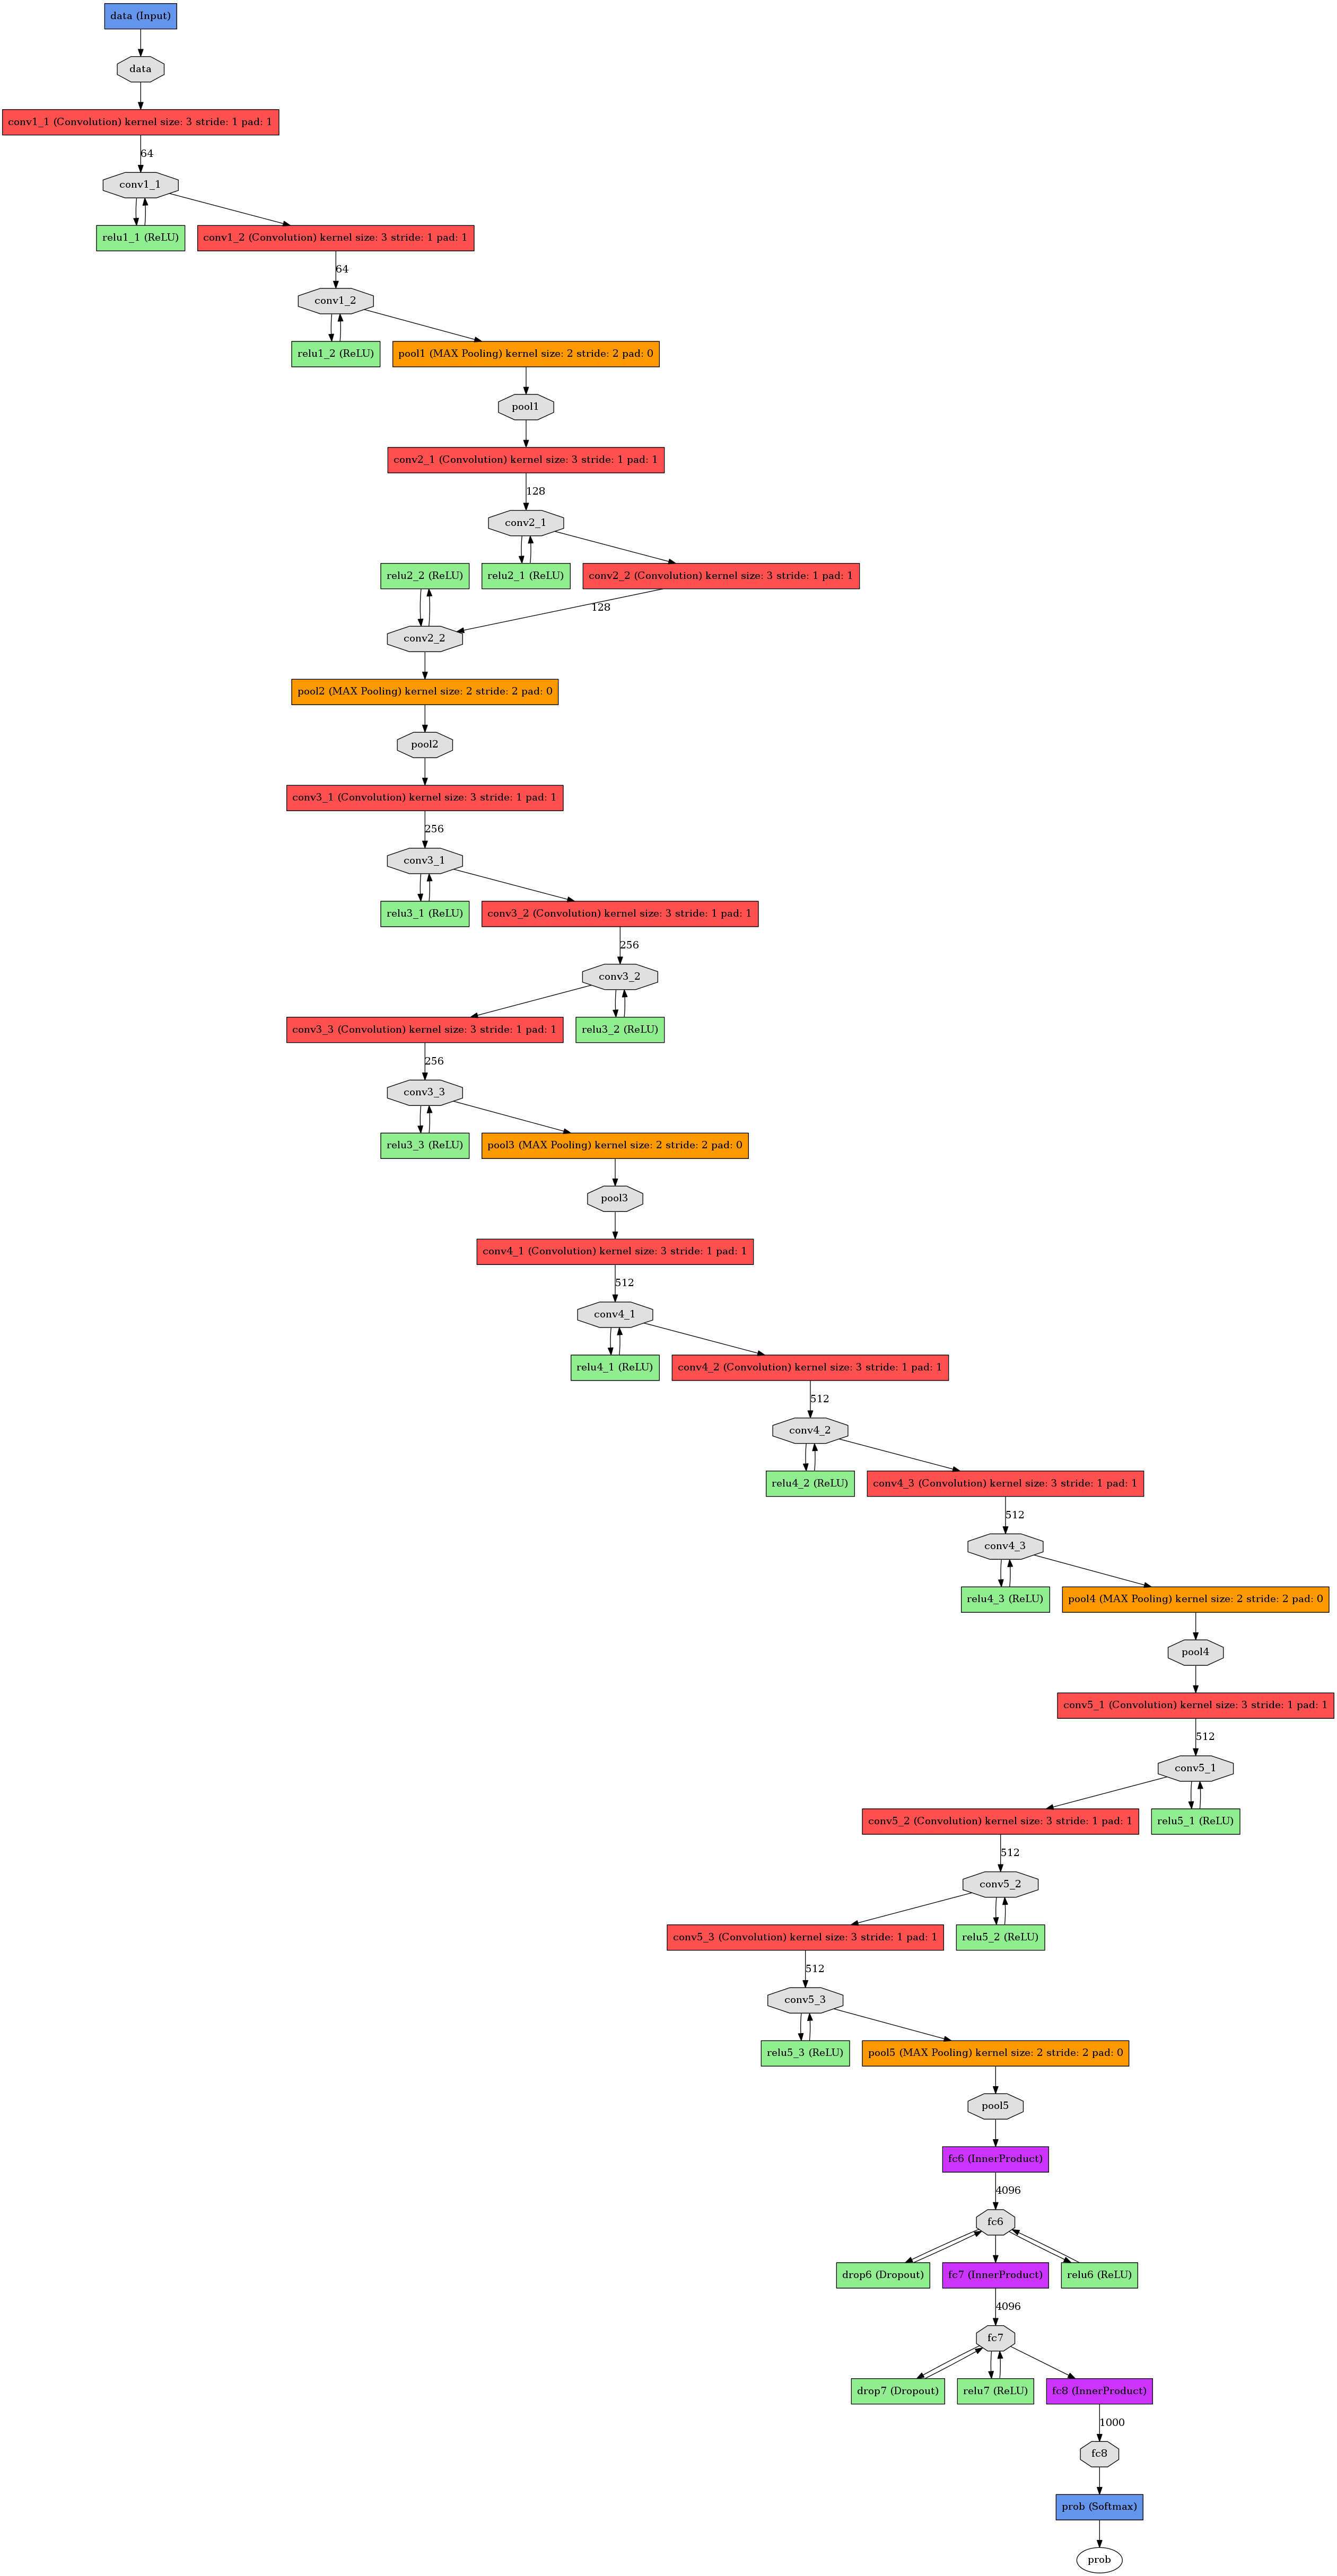 data (Input)
data
conv1_1 (Convolution) kernel size: 3 stride: 1 pad: 1
64
conv1_1
relu1_1 (ReLU)
conv1_2 (Convolution) kernel size: 3 stride: 1 pad: 1
64
conv1_2
relu1_2 (ReLU)
pool1 (MAX Pooling) kernel size: 2 stride: 2 pad: 0
pool1
conv2_1 (Convolution) kernel size: 3 stride: 1 pad: 1
128
conv2_1
relu2_2 (ReLU)
relu2_1 (ReLU)
conv2_2 (Convolution) kernel size: 3 stride: 1 pad: 1
128
conv2_2
pool2 (MAX Pooling) kernel size: 2 stride: 2 pad: 0
pool2
conv3_1 (Convolution) kernel size: 3 stride: 1 pad: 1
256
conv3_1
relu3_1 (ReLU)
conv3_2 (Convolution) kernel size: 3 stride: 1 pad: 1
256
conv3_2
conv3_3 (Convolution) kernel size: 3 stride: 1 pad: 1
relu3_2 (ReLU)
256
conv3_3
relu3_3 (ReLU)
pool3 (MAX Pooling) kernel size: 2 stride: 2 pad: 0
pool3
conv4_1 (Convolution) kernel size: 3 stride: 1 pad: 1
512
conv4_1
relu4_1 (ReLU)
conv4_2 (Convolution) kernel size: 3 stride: 1 pad: 1
512
conv4_2
relu4_2 (ReLU)
conv4_3 (Convolution) kernel size: 3 stride: 1 pad: 1
512
conv4_3
relu4_3 (ReLU)
pool4 (MAX Pooling) kernel size: 2 stride: 2 pad: 0
pool4
conv5_1 (Convolution) kernel size: 3 stride: 1 pad: 1
512
conv5_1
conv5_2 (Convolution) kernel size: 3 stride: 1 pad: 1
relu5_1 (ReLU)
512
conv5_2
conv5_3 (Convolution) kernel size: 3 stride: 1 pad: 1
relu5_2 (ReLU)
512
conv5_3
relu5_3 (ReLU)
pool5 (MAX Pooling) kernel size: 2 stride: 2 pad: 0
pool5
fc6 (InnerProduct)
4096
fc6
drop6 (Dropout)
fc7 (InnerProduct)
relu6 (ReLU)
4096
fc7
drop7 (Dropout)
relu7 (ReLU)
fc8 (InnerProduct)
1000
fc8
prob (Softmax)
prob